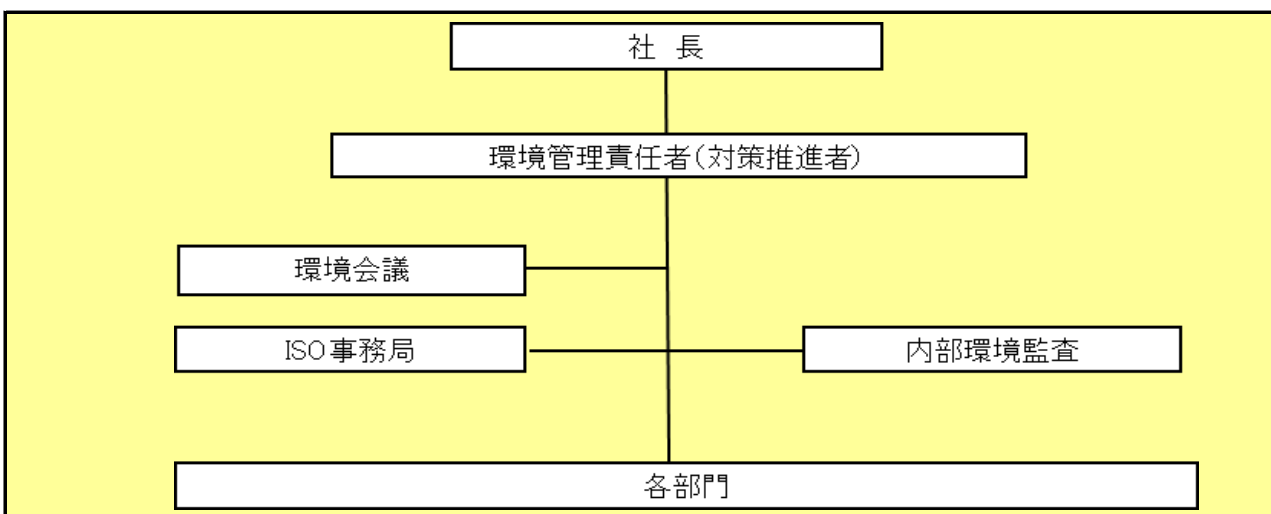 社 長
環境管理責任者(対策推進者)
環境会議
ISO事務局
内部環境監査
各部門